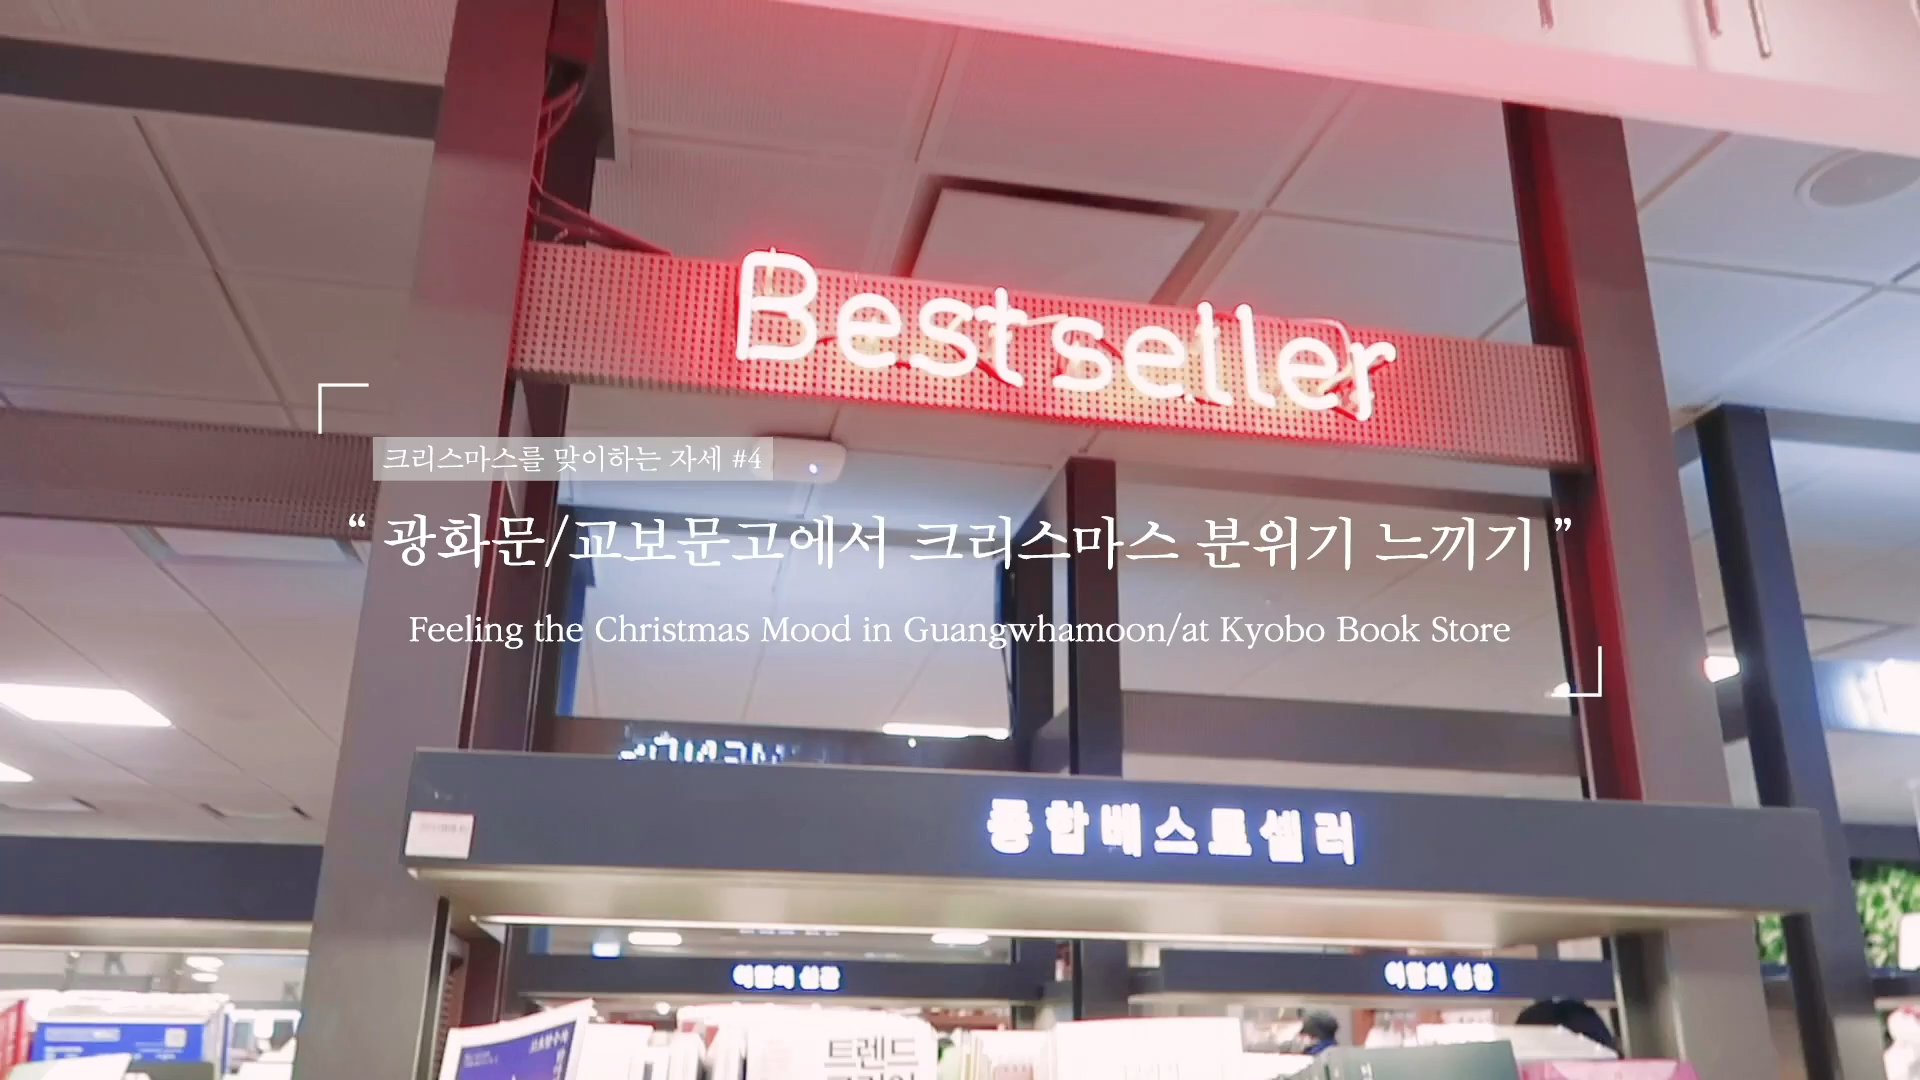 Bestseller
크리스마스를 맞이하는 자세 #4
“ 광화문/교보문고에서 크리스마스 분위기 느끼기 ”
Feeling the Christmas Mood in Guangwhamoon/at Kyobo Book Store
종합베스트셀러
트렌드